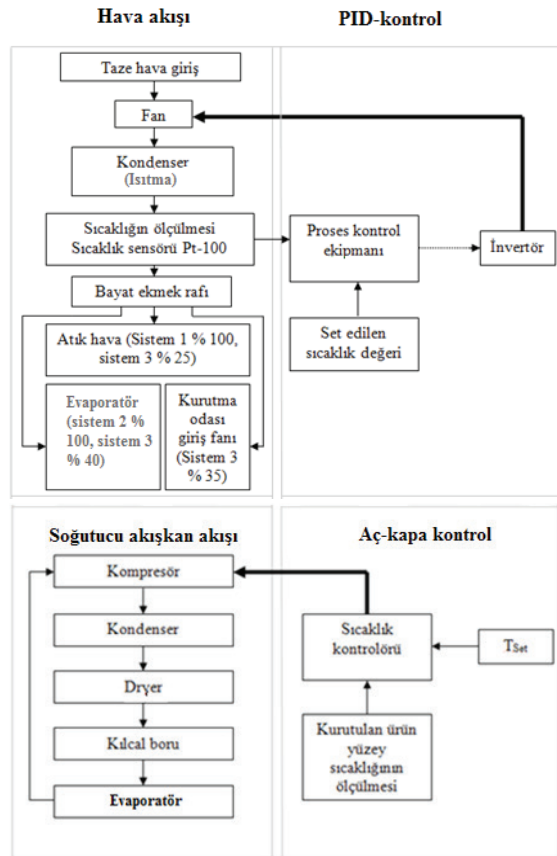 Hava akışı
PID-kontrol
Taze hava giriş
Fan
Kondenser
(Isıtma)
Sıcaklığın ölçülmesi
Sıcaklık sensörü Pt-100
Proses kontrol
ekipmanı
İnvertör
Bayat ekmek rafı
Set edilen
sıcaklık değeri
Atık hava (Sistem 1 % 100,
sistem 3 % 25)
Evaporatör
(sistem 2 %
100, sistem 3
% 40)
Kurutma
odası
giriş fanı
(Sistem 3
% 35)
Soğutucu akışkan akışı
Aç-kapa kontrol
Kompresör
Kondenser
Dryer
Kılcal boru
Evaporatör
Sıcaklık
kontrolörü
TSet
Kurutulan ürün
yüzey
sıcaklığının
ölçülmesi